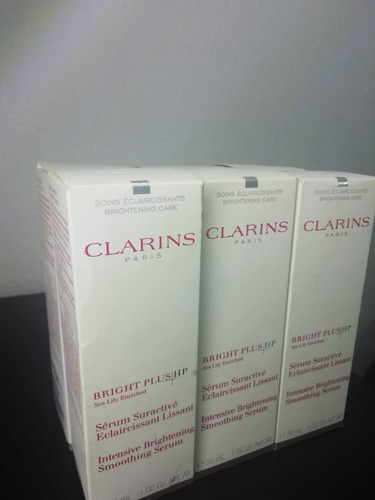 SOINS ÉCLAIRCISSANTS
BRIGHTENING CARE
CLARINS
PARIS
BRIGHT PLUS HP
Sea Lily Enriched
Sérum Suractivé
Eclaircissant Lissant
Intensive Brightening
Smoothing Serum
SOINS ÉCLAIRCISSANTS
BRIGHTENING CARE
CLARINS
PARIS
BRIGHT PLUS HP
Sea Lily Enriched
Sérum Suractivé
Eclaircissant Lissant
Intensive Brightening
Smoothing Serum
SOINS ÉCLAIRCISSANTS
BRIGHTENING CARE
CLARINS
PARIS
BRIGHT PLUS HP
Sea Lily Enriched
Sérum Suractivé
Eclaircissant Lissant
Intensive Brightening
Smoothing Serum